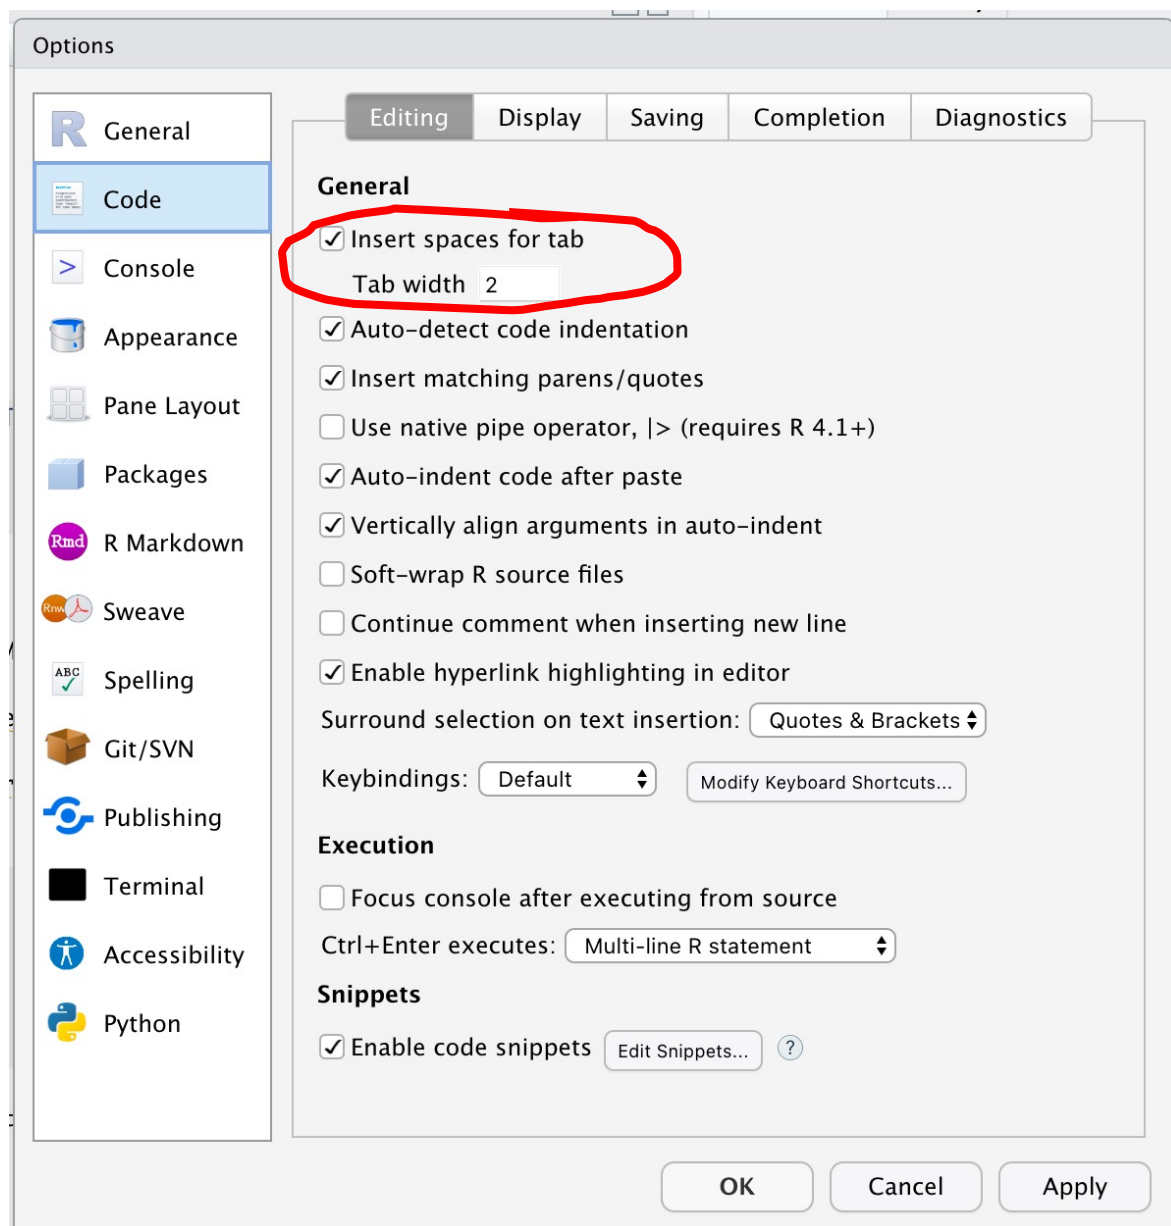 Options
General
Code
Console
Appearance
Pane Layout
Packages
Rmd R Markdown
Rnw Sweave
ABC Spelling
Git/SVN
Publishing
Terminal
Accessibility
Python
Editing Display Saving Completion Diagnostics
General
Insert spaces for tab
Tab width 2
Auto-detect code indentation
Insert matching parens/quotes
Use native pipe operator, |> (requires R 4.1+)
Auto-indent code after paste
Vertically align arguments in auto-indent
Soft-wrap R source files
Continue comment when inserting new line
Enable hyperlink highlighting in editor
Surround selection on text insertion: Quotes & Brackets
Keybindings: Default Modify Keyboard Shortcuts...
Execution
Focus console after executing from source
Ctrl+Enter executes: Multi-line R statement
Snippets
Enable code snippets Edit Snippets... ?
OK Cancel Apply